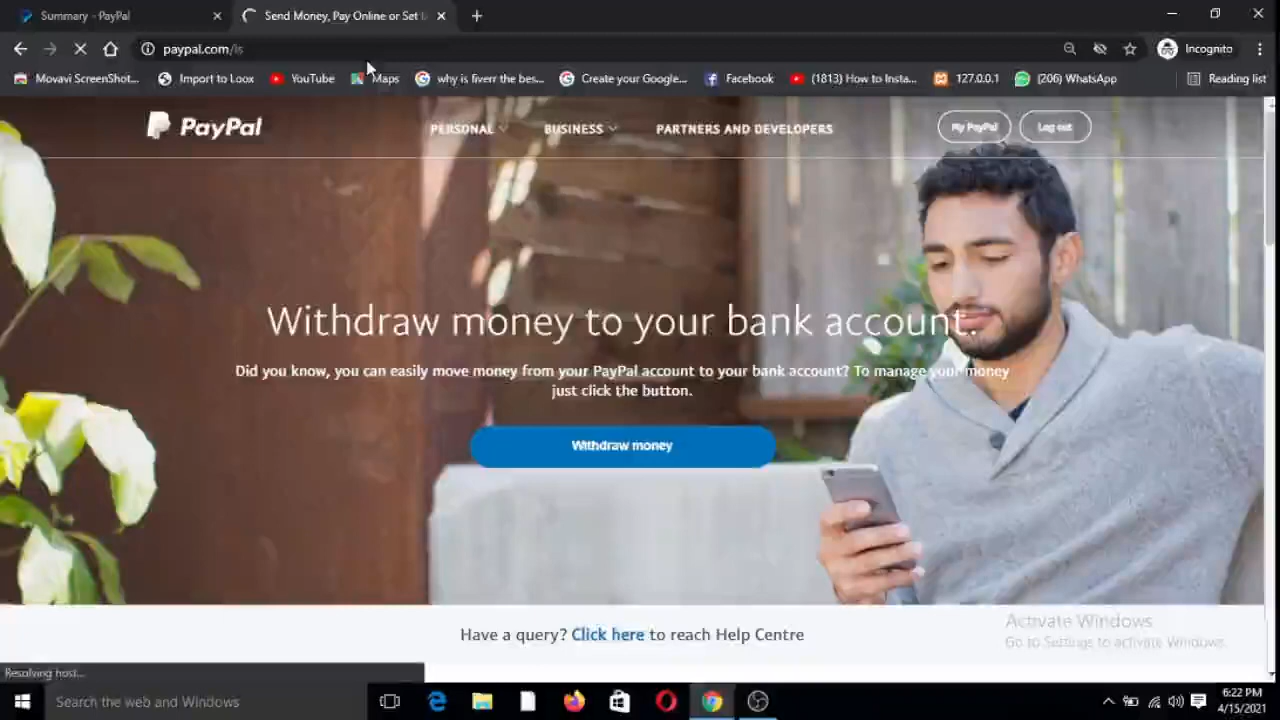 Summary - PayPal
Send Money, Pay Online or Set
paypal.com/ls
Incognito
Movavi ScreenShot...
Import to Loox
YouTube
Maps
why is fiverr the bes...
Create your Google...
Facebook
(1813) How to Insta...
127.0.0.1
(206) WhatsApp
Reading list
PayPal
PERSONAL
BUSINESS
PARTNERS AND DEVELOPERS
My PayPal
Log out
Withdraw money to your bank account.
Did you know, you can easily move money from your PayPal account to your bank account? To manage your money
just click the button.
Withdraw money
Have a query? Click here to reach Help Centre
Activate Windows
Go to Settings to activate Windows.
Resolving host...
Search the web and Windows
6:22 PM
4/15/2021